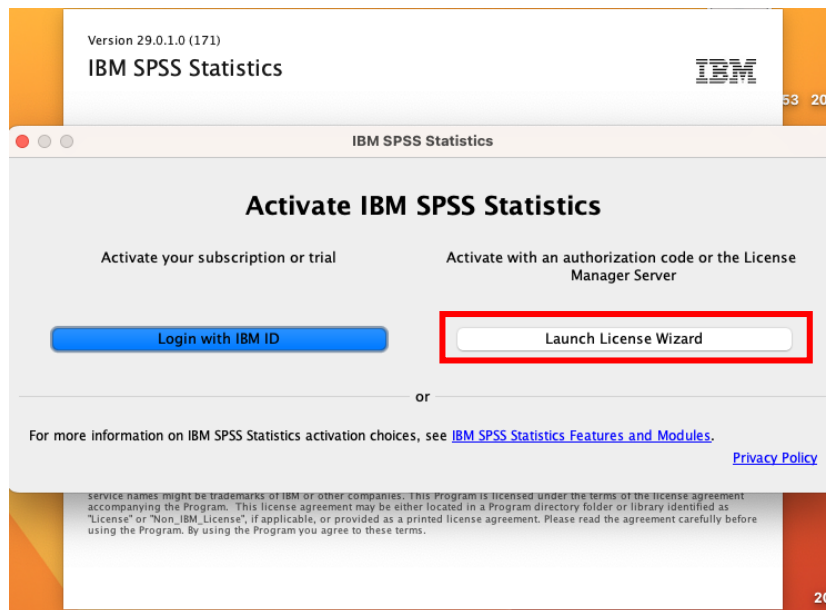 Version 29.0.1.0 (171)
IBM SPSS Statistics
IBM
53 20
IBM SPSS Statistics
Activate IBM SPSS Statistics
Activate your subscription or trial
Activate with an authorization code or the License
Manager Server
Login with IBM ID
Launch License Wizard
or
For more information on IBM SPSS Statistics activation choices, see IBM SPSS Statistics Features and Modules.
Privacy Policy
service names might be trademarks of IBM or other companies. This Program is licensed under the terms of the license agreement
accompanying the Program. This license agreement may be either located in a Program directory folder or library identified as
"License" or "Non_IBM_License", if applicable, or provided as a printed license agreement. Please read the agreement carefully before
using the Program. By using the Program you agree to these terms.
20